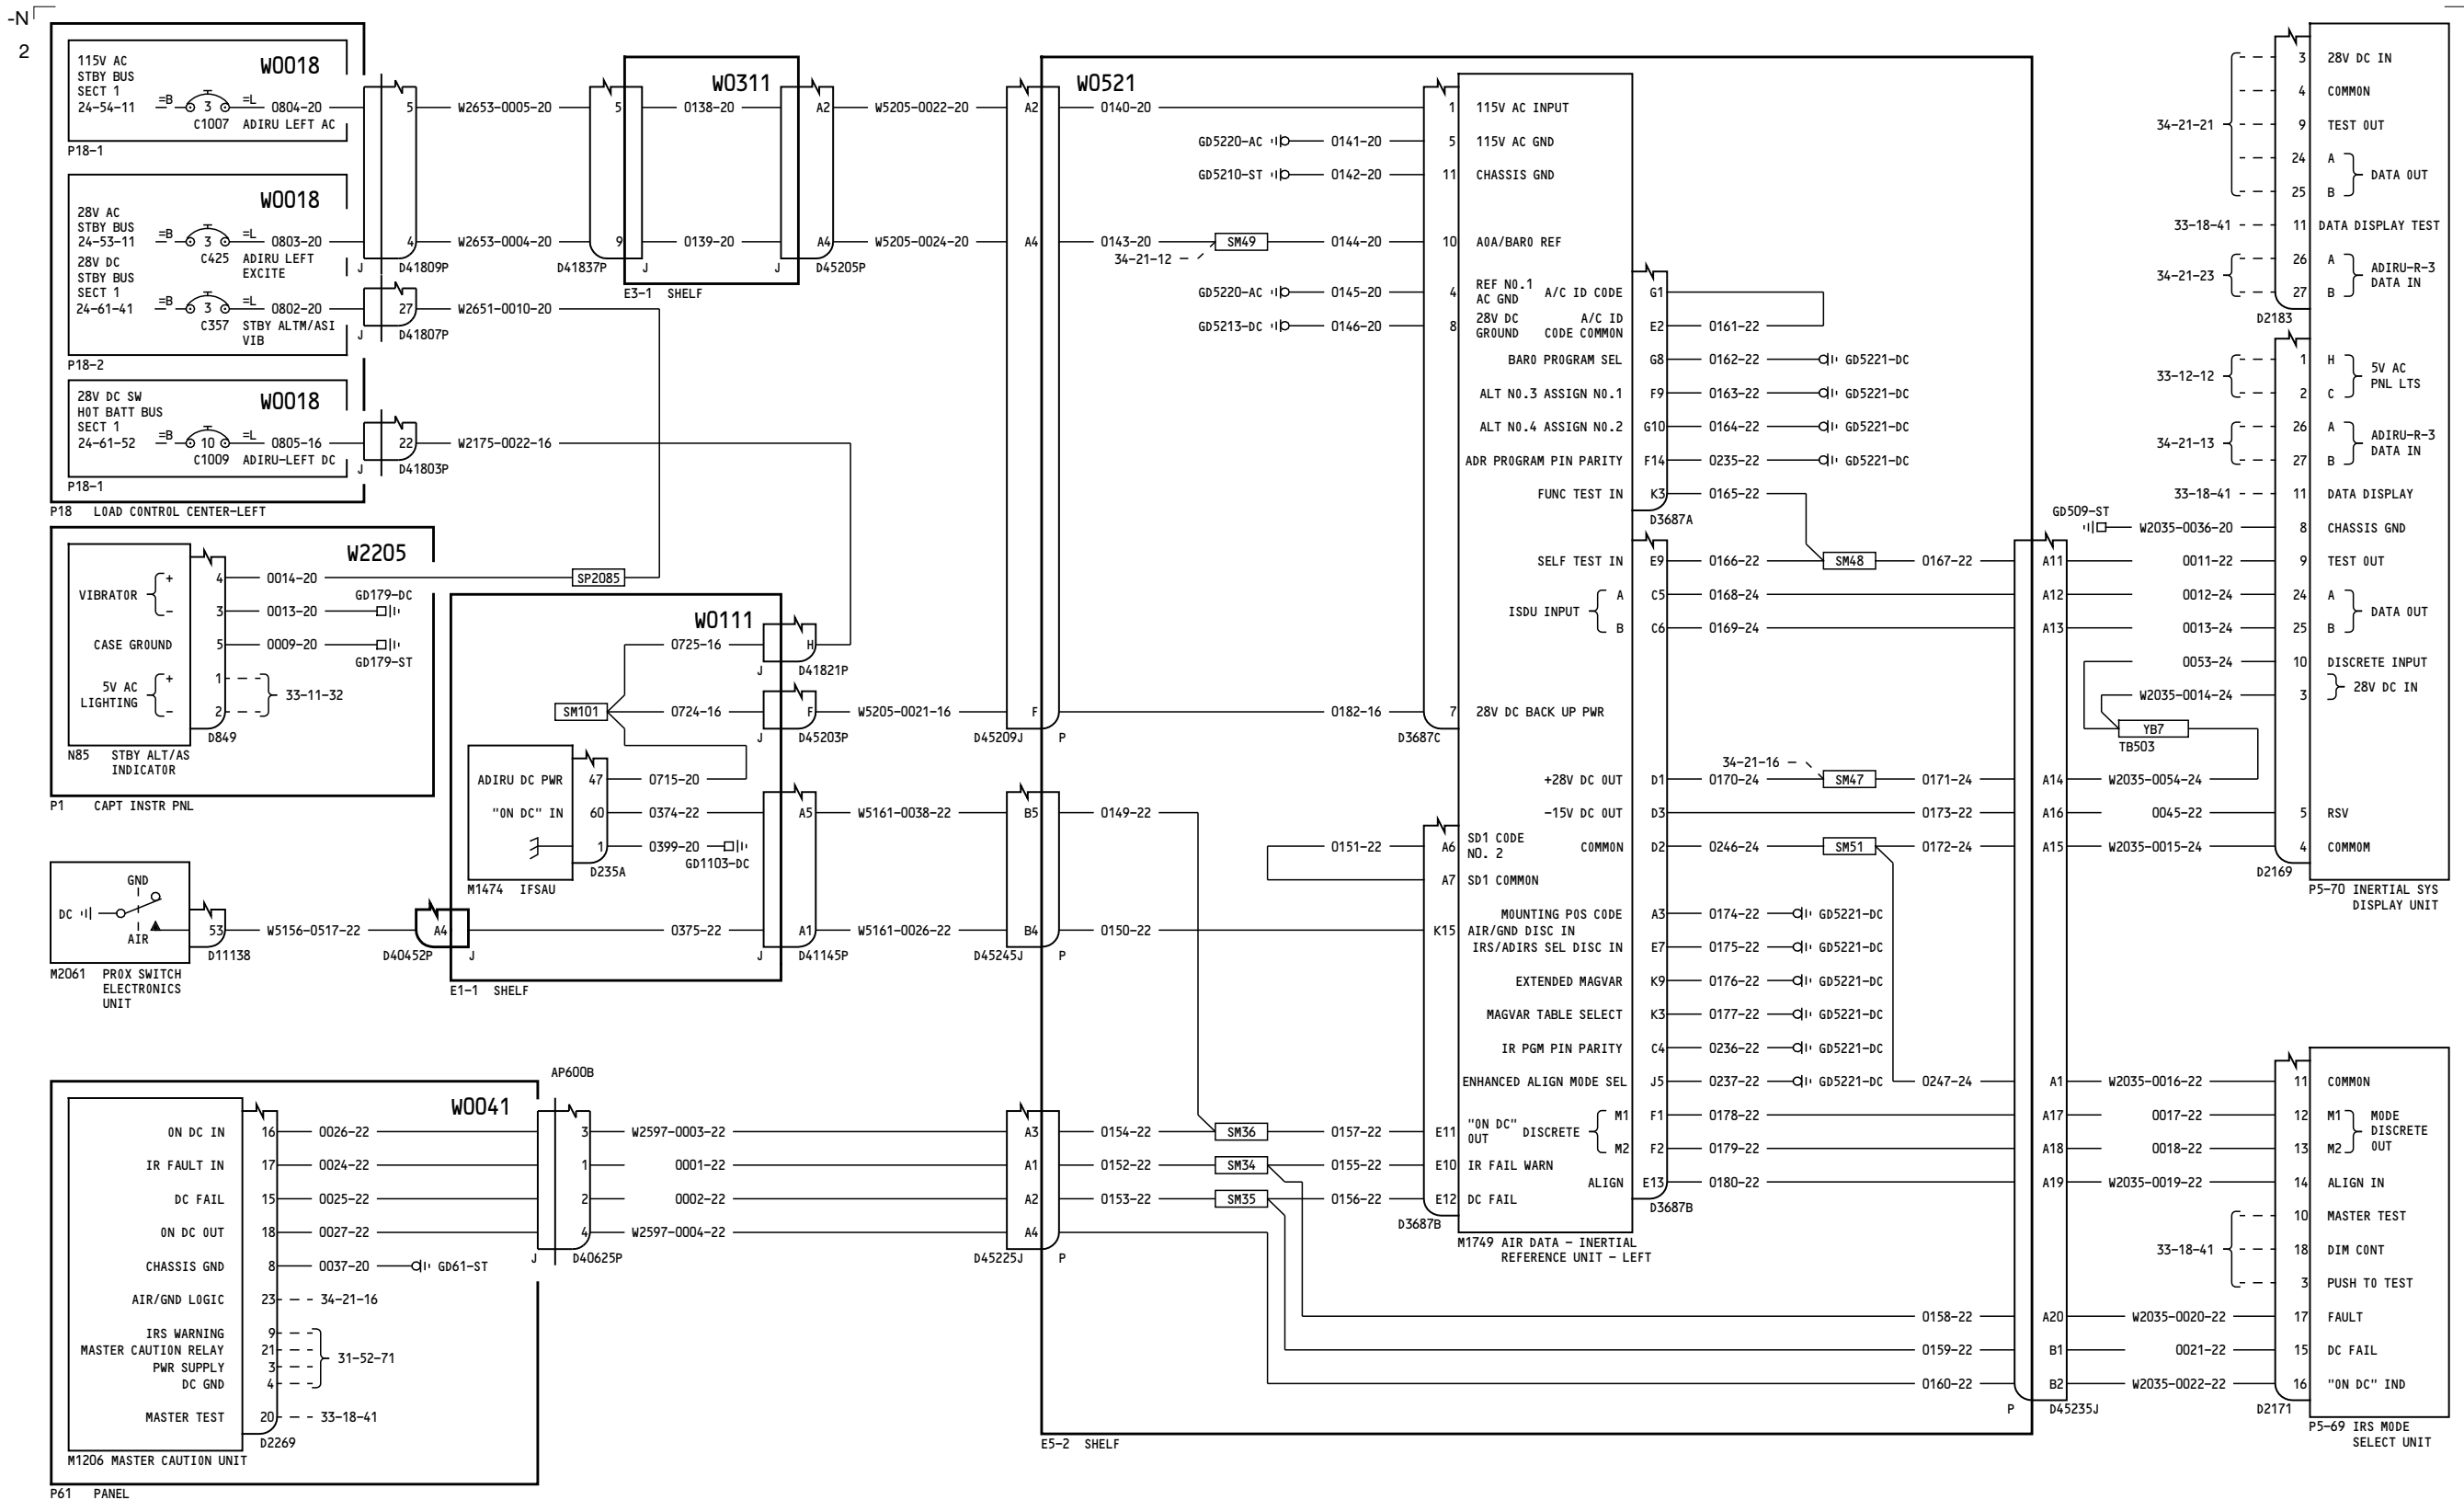 -N
2
115V AC
STBY BUS
SECT 1
24-54-11
W0018
=B
3
=L
0804-20
C1007
ADIRU LEFT AC
P18-1
28V AC
STBY BUS
24-53-11
W0018
=B
3
=L
0803-20
C425
ADIRU LEFT
EXCITE
28V DC
STBY BUS
SECT 1
24-61-41
=B
3
=L
0802-20
C357
STBY ALTM/ASI
VIB
P18-2
28V DC SW
HOT BATT BUS
SECT 1
24-61-52
W0018
=B
10
=L
0805-16
C1009
ADIRU-LEFT DC
P18-1
P18 LOAD CONTROL CENTER-LEFT
5
4
J
D41809P
27
J
D41807P
22
J
D41803P
W2653-0005-20
W2653-0004-20
W2651-0010-20
W2175-0022-16
5
9
D41837P
J
W0311
0138-20
0139-20
E3-1 SHELF
A2
A4
J
D45205P
W5205-0022-20
W5205-0024-20
W2205
VIBRATOR
+
-
CASE GROUND
5V AC
LIGHTING
+
-
4
3
5
1
2
D849
0014-20
0013-20
GD179-DC
0009-20
GD179-ST
33-11-32
SP2085
N85 STBY ALT/AS
INDICATOR
P1 CAPT INSTR PNL
W0111
0725-16
H
J
D41821P
SM101
0724-16
F
J
D45203P
W5205-0021-16
ADIRU DC PWR
47
0715-20
"ON DC" IN
60
0374-22
1
0399-20
GD1103-DC
D235A
M1474 IFSAU
A5
A1
J
D41145P
W5161-0038-22
W5161-0026-22
0375-22
E1-1 SHELF
GND
DC
AIR
53
D11138
M2061 PROX SWITCH
ELECTRONICS
UNIT
W5156-0517-22
A4
D40452P
J
W0041
AP600B
ON DC IN
16
0026-22
IR FAULT IN
17
0024-22
DC FAIL
15
0025-22
ON DC OUT
18
0027-22
CHASSIS GND
8
0037-20
GD61-ST
AIR/GND LOGIC
23
34-21-16
IRS WARNING
9
MASTER CAUTION RELAY
21
PWR SUPPLY
3
DC GND
4
31-52-71
MASTER TEST
20
33-18-41
D2269
M1206 MASTER CAUTION UNIT
P61 PANEL
3
1
2
4
J
D40625P
W2597-0003-22
0001-22
0002-22
W2597-0004-22
W0521
A2
A4
F
D45209J
P
B5
B4
D45245J
P
A3
A1
A2
A4
D45225J
P
0140-20
GD5220-AC
0141-20
GD5210-ST
0142-20
0143-20
SM49
0144-20
34-21-12
GD5220-AC
0145-20
GD5213-DC
0146-20
0182-16
0149-22
0151-22
0150-22
0154-22
SM36
0157-22
0152-22
SM34
0155-22
0153-22
SM35
0156-22
1
115V AC INPUT
5
115V AC GND
11
CHASSIS GND
10
AOA/BARO REF
4
REF NO.1
AC GND
8
28V DC
GROUND
7
28V DC BACK UP PWR
D3687C
A6
SD1 CODE
NO. 2
A7
SD1 COMMON
K15
AIR/GND DISC IN
E11
"ON DC"
OUT
E10
IR FAIL WARN
E12
DC FAIL
D3687B
A/C ID CODE
G1
A/C ID
CODE COMMON
E2
0161-22
BARO PROGRAM SEL
G8
0162-22
GD5221-DC
ALT NO.3 ASSIGN NO.1
F9
0163-22
GD5221-DC
ALT NO.4 ASSIGN NO.2
G10
0164-22
GD5221-DC
ADR PROGRAM PIN PARITY
F14
0235-22
GD5221-DC
FUNC TEST IN
K3
0165-22
D3687A
SELF TEST IN
E9
0166-22
SM48
0167-22
ISDU INPUT
A
C5
0168-24
B
C6
0169-24
34-21-16
+28V DC OUT
D1
0170-24
SM47
0171-24
-15V DC OUT
D3
0173-22
COMMON
D2
0246-24
SM51
0172-24
MOUNTING POS CODE
A3
0174-22
GD5221-DC
IRS/ADIRS SEL DISC IN
E7
0175-22
GD5221-DC
EXTENDED MAGVAR
K9
0176-22
GD5221-DC
MAGVAR TABLE SELECT
K3
0177-22
GD5221-DC
IR PGM PIN PARITY
C4
0236-22
GD5221-DC
ENHANCED ALIGN MODE SEL
J5
0237-22
GD5221-DC
0247-24
DISCRETE
M1
F1
0178-22
M2
F2
0179-22
ALIGN
E13
0180-22
D3687B
M1749 AIR DATA - INERTIAL
REFERENCE UNIT - LEFT
0158-22
0159-22
0160-22
E5-2 SHELF
A11
A12
A13
A14
A16
A15
A1
A17
A18
A19
A20
B1
B2
P
D45235J
34-21-21
3
28V DC IN
4
COMMON
9
TEST OUT
24
A
25
B
DATA OUT
33-18-41
11
DATA DISPLAY TEST
34-21-23
26
A
27
B
ADIRU-R-3
DATA IN
D2183
33-12-12
1
H
2
C
5V AC
PNL LTS
34-21-13
26
A
27
B
ADIRU-R-3
DATA IN
33-18-41
11
DATA DISPLAY
GD509-ST
W2035-0036-20
8
CHASSIS GND
0011-22
9
TEST OUT
0012-24
24
A
0013-24
25
B
DATA OUT
0053-24
10
DISCRETE INPUT
W2035-0014-24
3
28V DC IN
YB7
TB503
W2035-0054-24
0045-22
5
RSV
W2035-0015-24
4
COMMOM
D2169
P5-70 INERTIAL SYS
DISPLAY UNIT
W2035-0016-22
11
COMMON
0017-22
12
M1
0018-22
13
M2
MODE
DISCRETE
OUT
W2035-0019-22
14
ALIGN IN
33-18-41
10
MASTER TEST
18
DIM CONT
3
PUSH TO TEST
W2035-0020-22
17
FAULT
0021-22
15
DC FAIL
W2035-0022-22
16
"ON DC" IND
D2171
P5-69 IRS MODE
SELECT UNIT